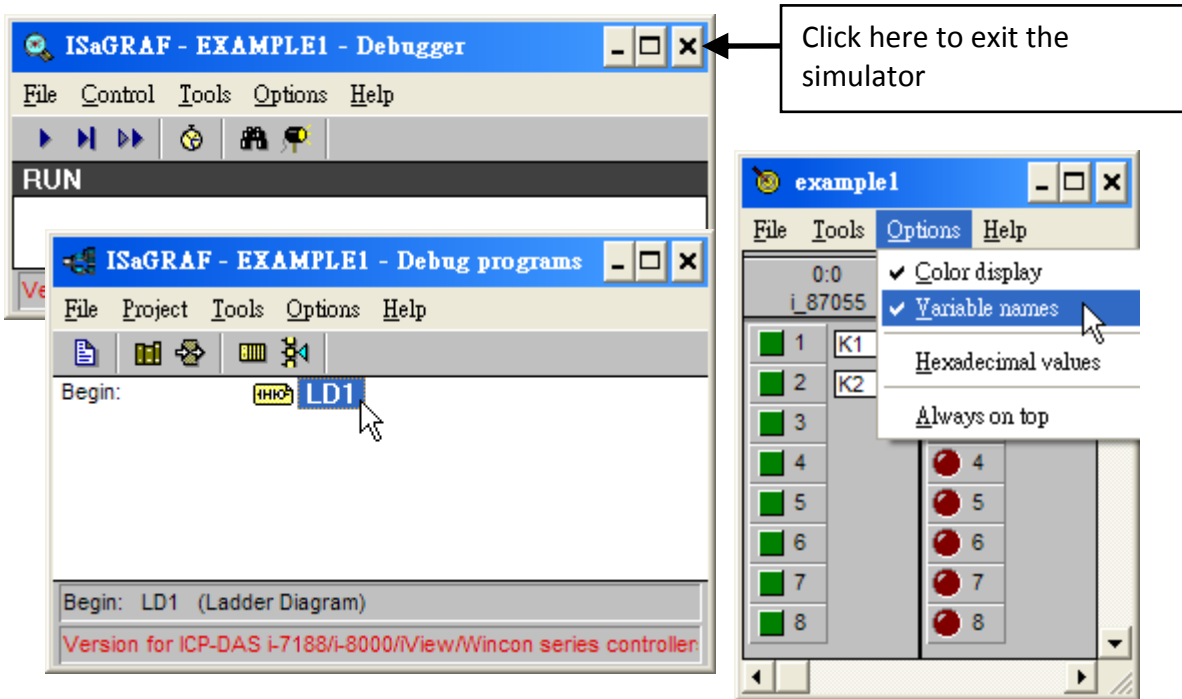 ISaGRAF - EXAMPLE1 - Debugger
File Control Tools Options Help
RUN
Ve
Click here to exit the
simulator
ISaGRAF - EXAMPLE1 - Debug programs
File Project Tools Options Help
Begin: LD1
Begin: LD1 (Ladder Diagram)
Version for ICP-DAS i-7188/i-8000/iView/Wincon series controller
example1
File Tools Options Help
0:0
i_87055
Color display
Variable names
Hexadecimal values
Always on top
1 K1
2 K2
3
4 4
5 5
6 6
7 7
8 8